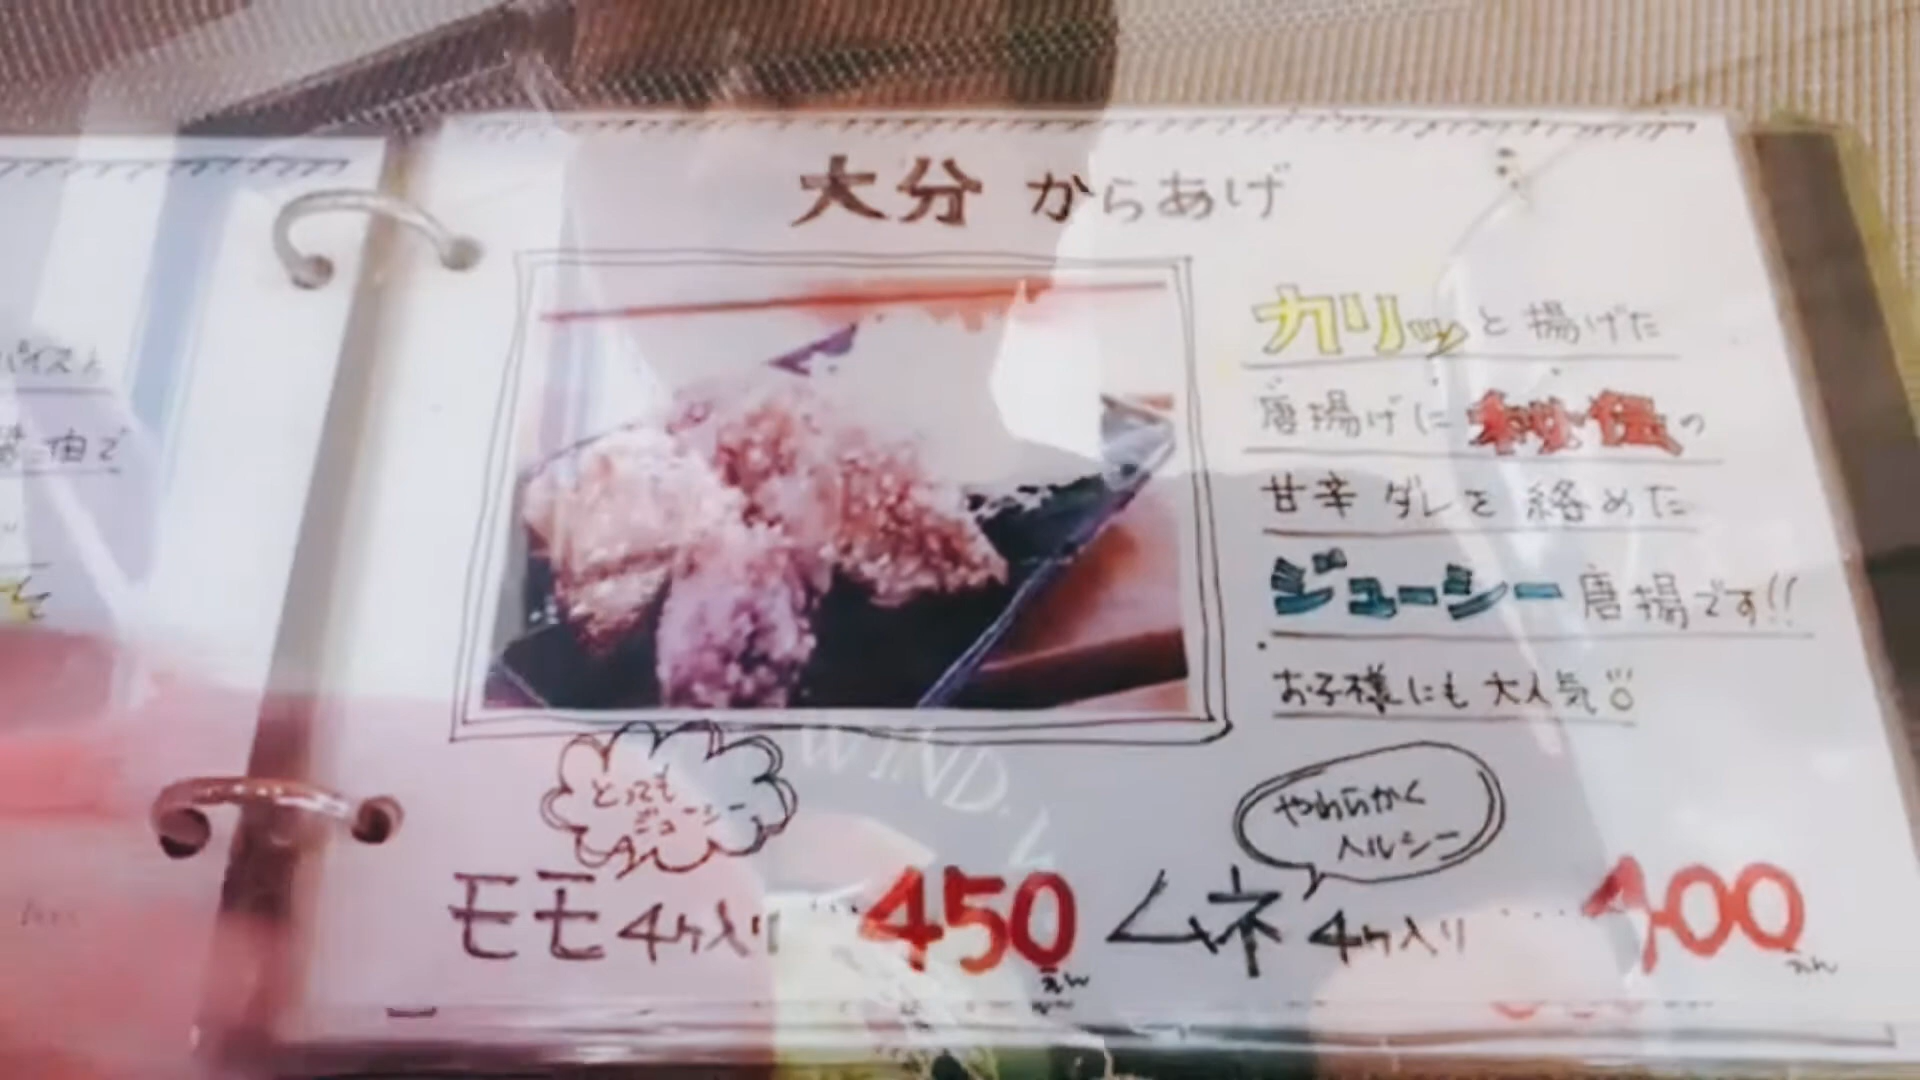 大分 からあげ
カリッと揚げた
唐揚げに秘伝の
甘辛ダレを絡めた
ジューシー唐揚です!!
お子様にも大人気
とっても
ジューシー
やわらかく
ヘルシー
モモ4ヶ入り ... 450えん
ムネ4ヶ入り ... 400えん